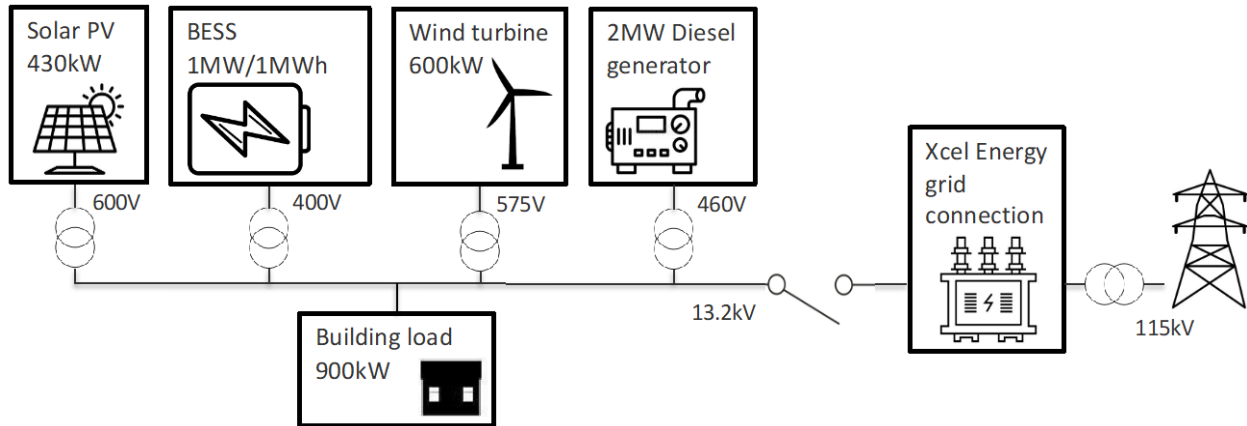 Solar PV
430kW
BESS
1MW/1MWh
Wind turbine
600kW
2MW Diesel
generator
Xcel Energy
grid
connection
600V
400V
575V
460V
13.2kV
115kV
Building load
900kW